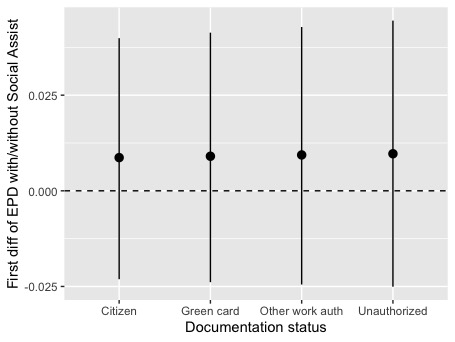 First diff of EPD with/without Social Assist
0.025
0.000
-0.025
Citizen
Green card
Other work auth
Unauthorized
Documentation status